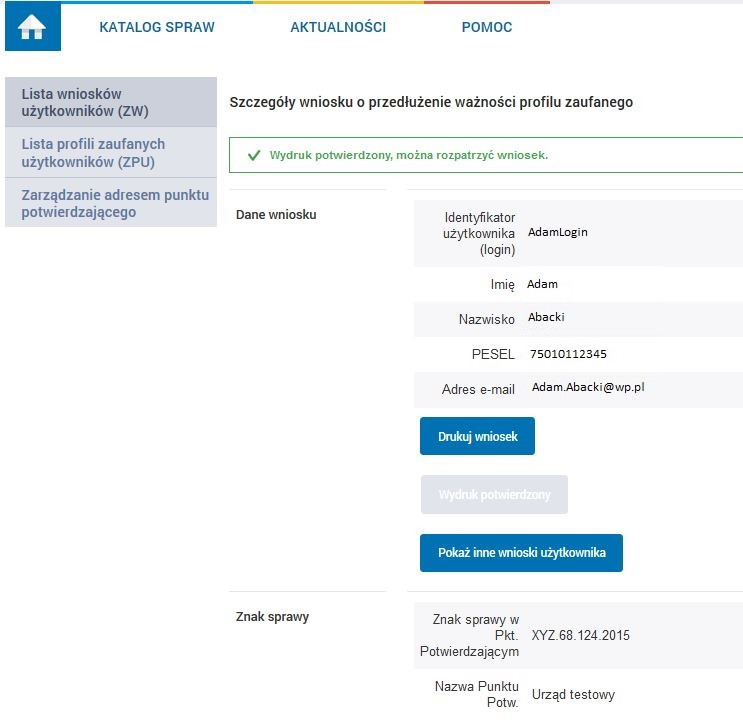 KATALOG SPRAW
AKTUALNOŚCI
POMOC
Lista wniosków
użytkowników (ZW)
Lista profili zaufanych
użytkowników (ZPU)
Zarządzanie adresem punktu
potwierdzającego
Szczegóły wniosku o przedłużenie ważności profilu zaufanego
Wydruk potwierdzony, można rozpatrzyć wniosek.
Dane wniosku
Identyfikator
użytkownika
(login)
AdamLogin
Imię
Adam
Nazwisko
Abacki
PESEL
75010112345
Adres e-mail
Adam.Abacki@wp.pl
Drukuj wniosek
Wydruk potwierdzony
Pokaż inne wnioski użytkownika
Znak sprawy
Znak sprawy w
Pkt.
Potwierdzającym
XYZ.68.124.2015
Nazwa Punktu
Potw.
Urząd testowy